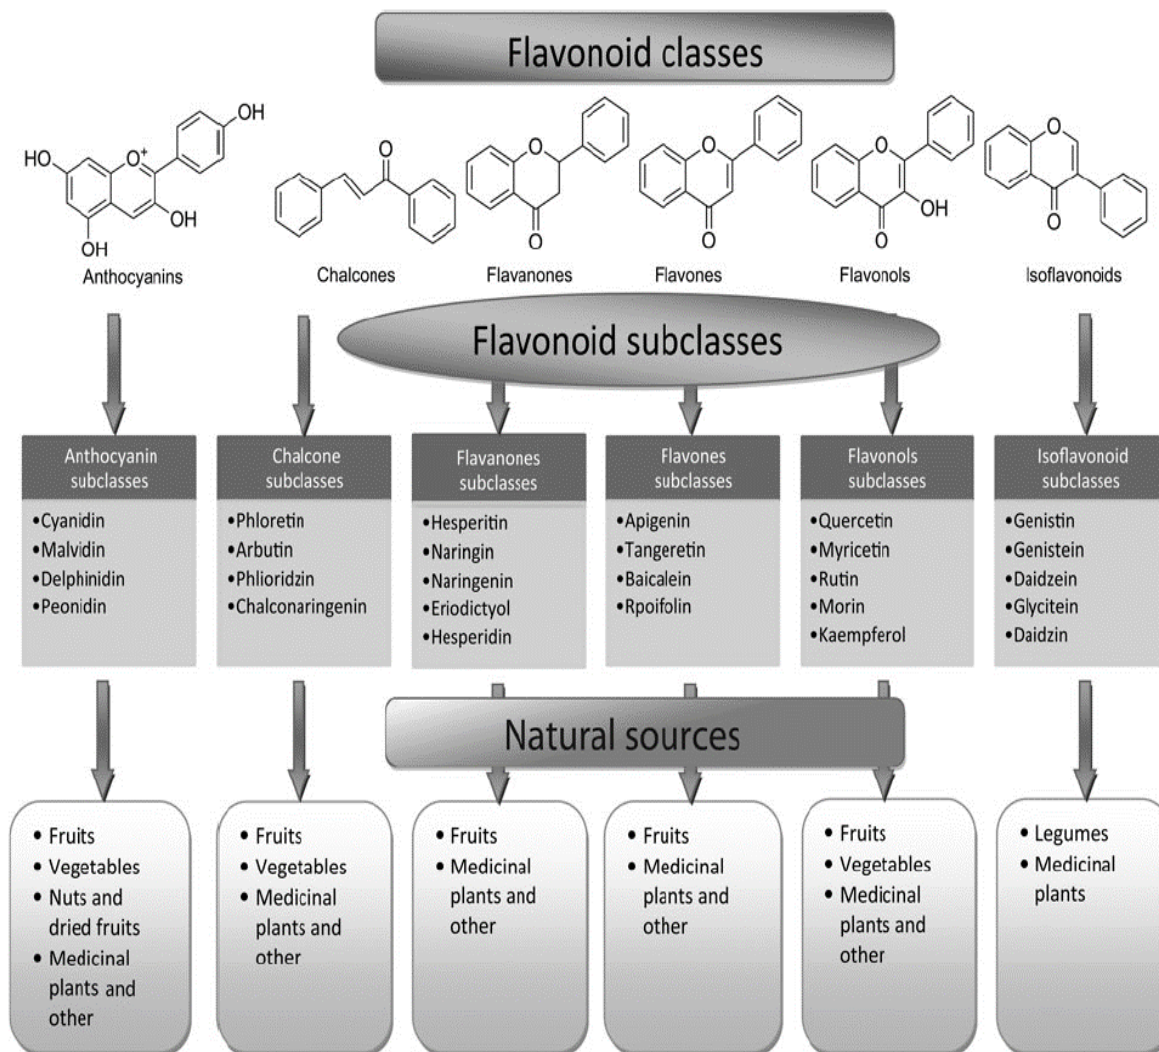 Flavonoid classes
OH
HO
O+
OH
OH
Anthocyanins
O
Chalcones
O
O
Flavanones
O
O
Flavones
O
OH
O
Flavonols
O
O
Isoflavonoids
Flavonoid subclasses
Anthocyanin
subclasses
•Cyanidin
•Malvidin
•Delphinidin
•Peonidin
Chalcone
subclasses
•Phloretin
•Arbutin
•Phlioridzin
•Chalconaringenin
Flavanones
subclasses
•Hesperitin
•Naringin
•Naringenin
•Eriodictyol
•Hesperidin
Flavones
subclasses
•Apigenin
•Tangeretin
•Baicalein
•Rpoifolin
Flavonols
subclasses
•Quercetin
•Myricetin
•Rutin
•Morin
•Kaempferol
Isoflavonoid
subclasses
•Genistin
•Genistein
•Daidzein
•Glycitein
•Daidzin
Natural sources
• Fruits
• Vegetables
• Nuts and
dried fruits
• Medicinal
plants and
other
• Fruits
• Vegetables
• Medicinal
plants and
other
• Fruits
• Medicinal
plants and
other
• Fruits
• Medicinal
plants and
other
• Fruits
• Vegetables
• Medicinal
plants and
other
• Legumes
• Medicinal
plants